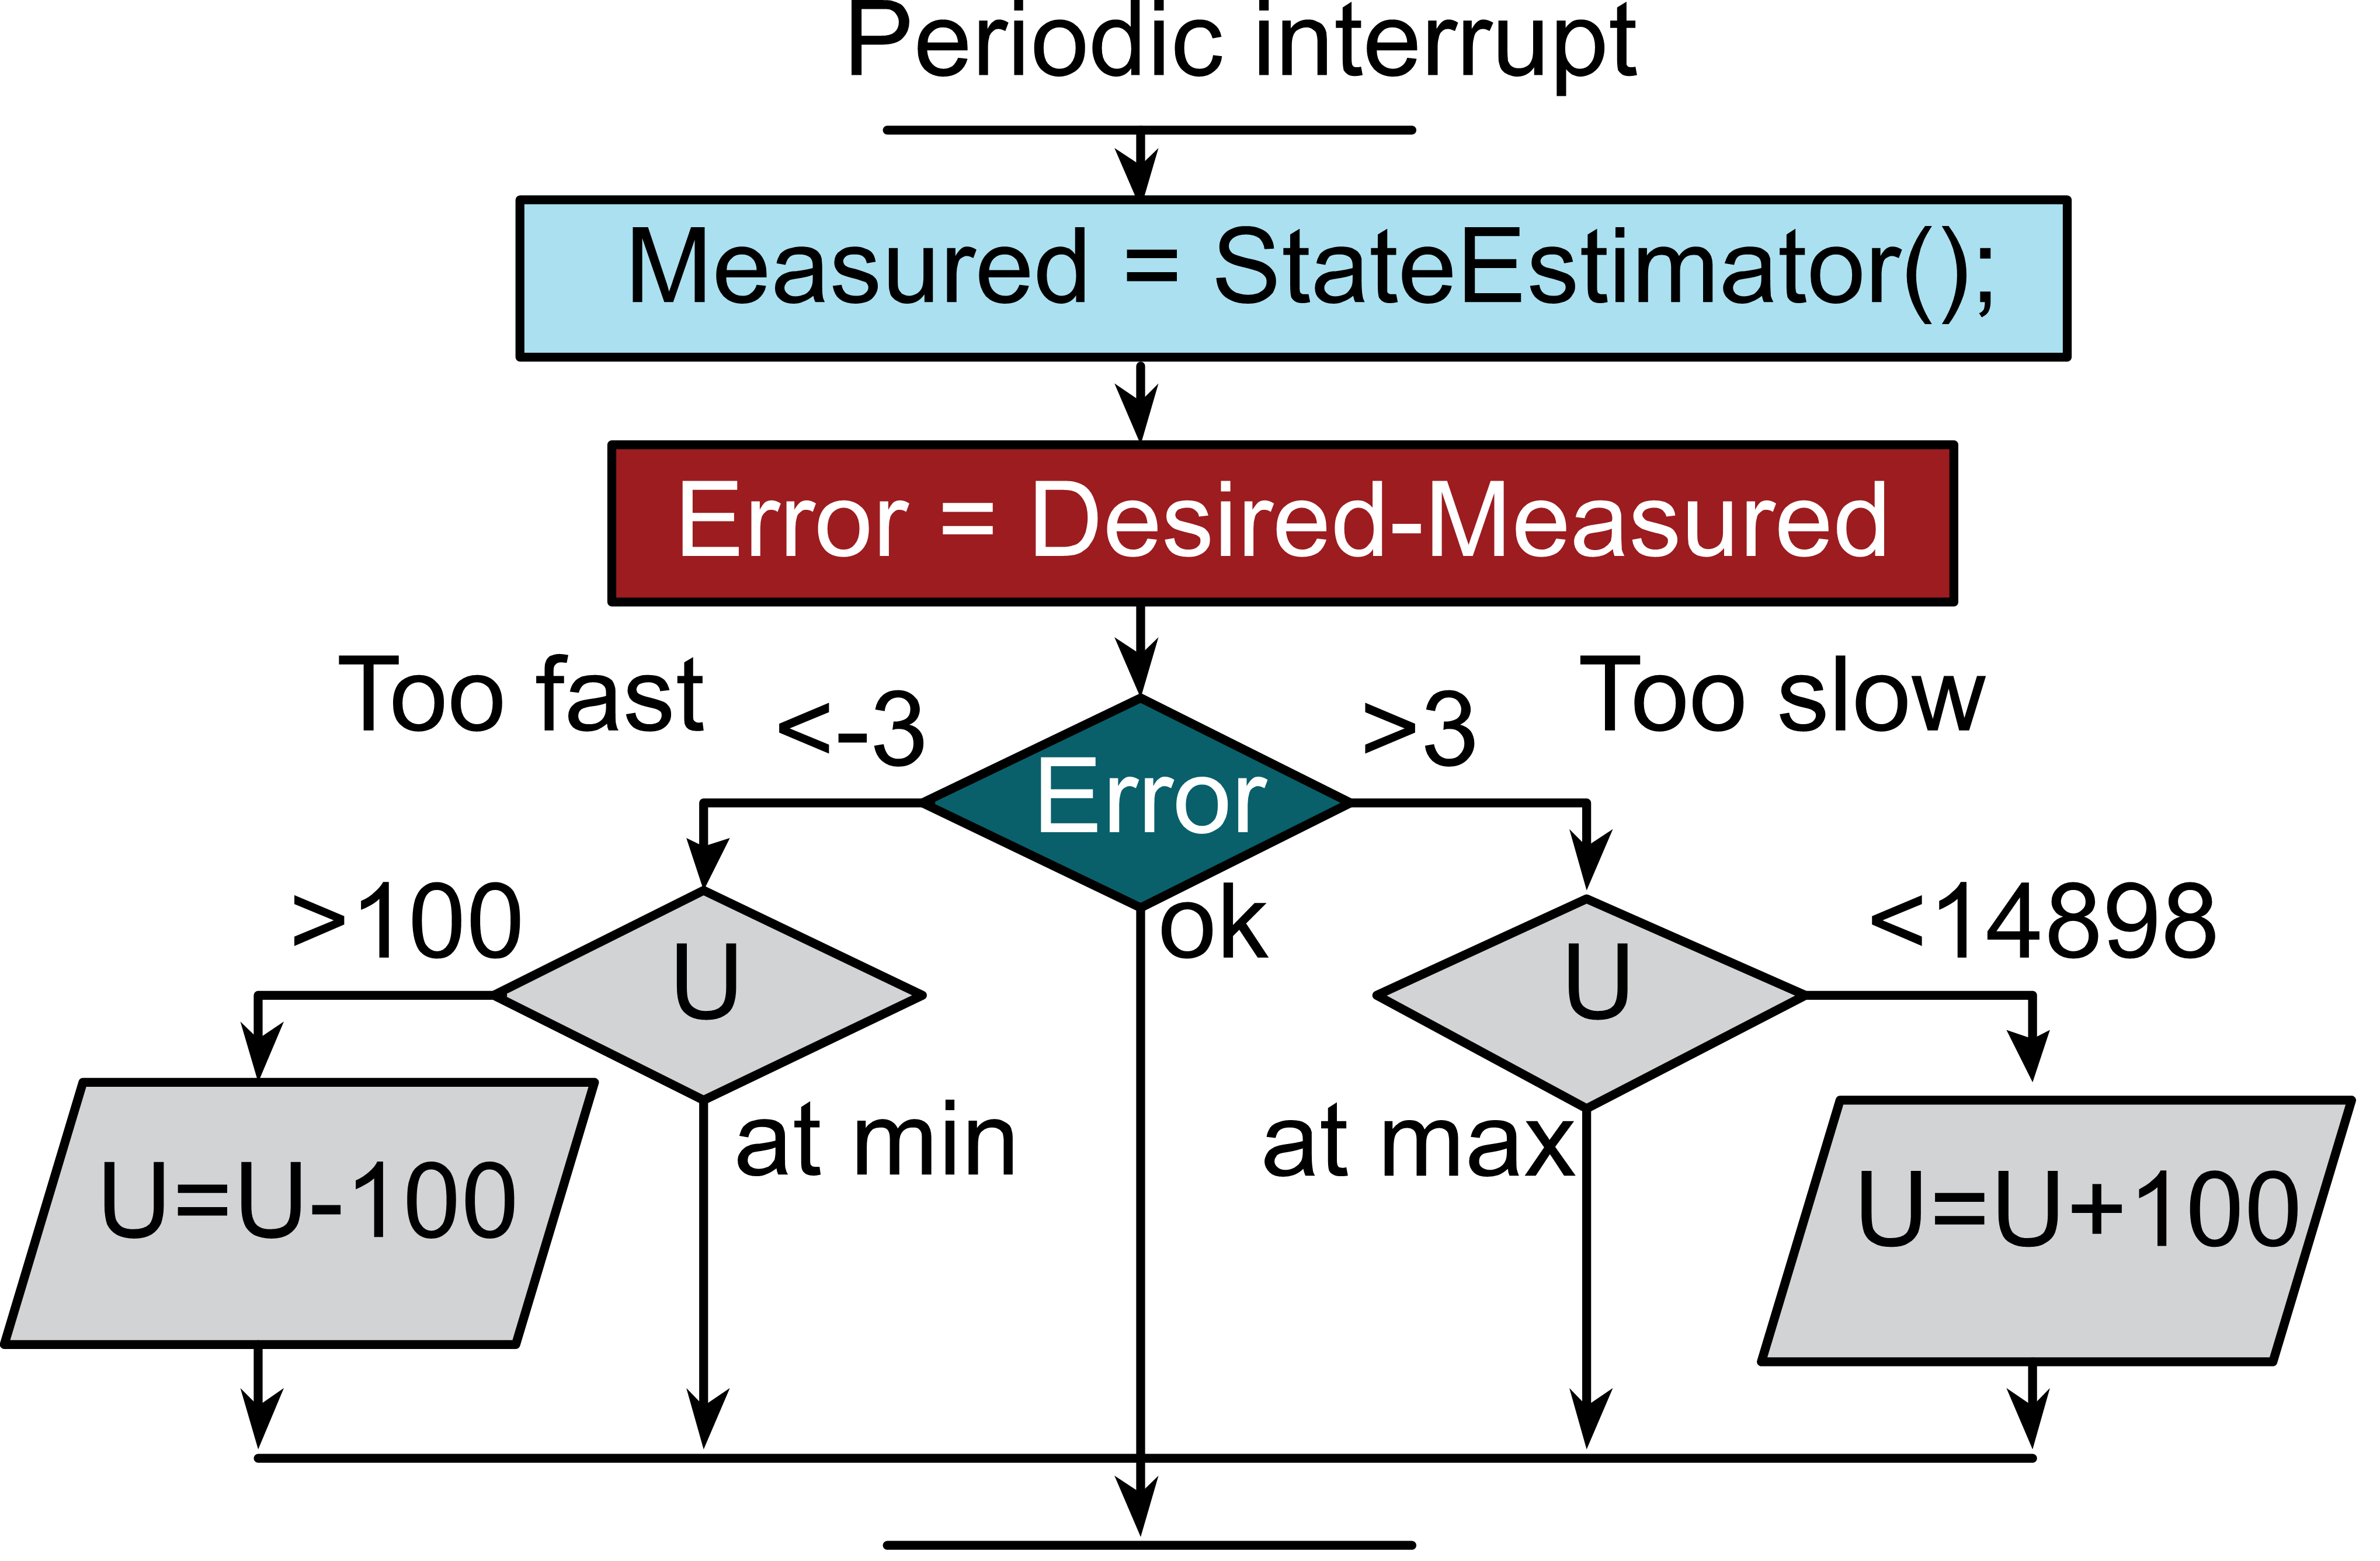 Periodic interrupt
Measured = StateEstimator();
Error = Desired-Measured
Too fast
<-3
>3
Too slow
Error
>100
ok
<14898
U
U
at min
at max
U=U-100
U=U+100